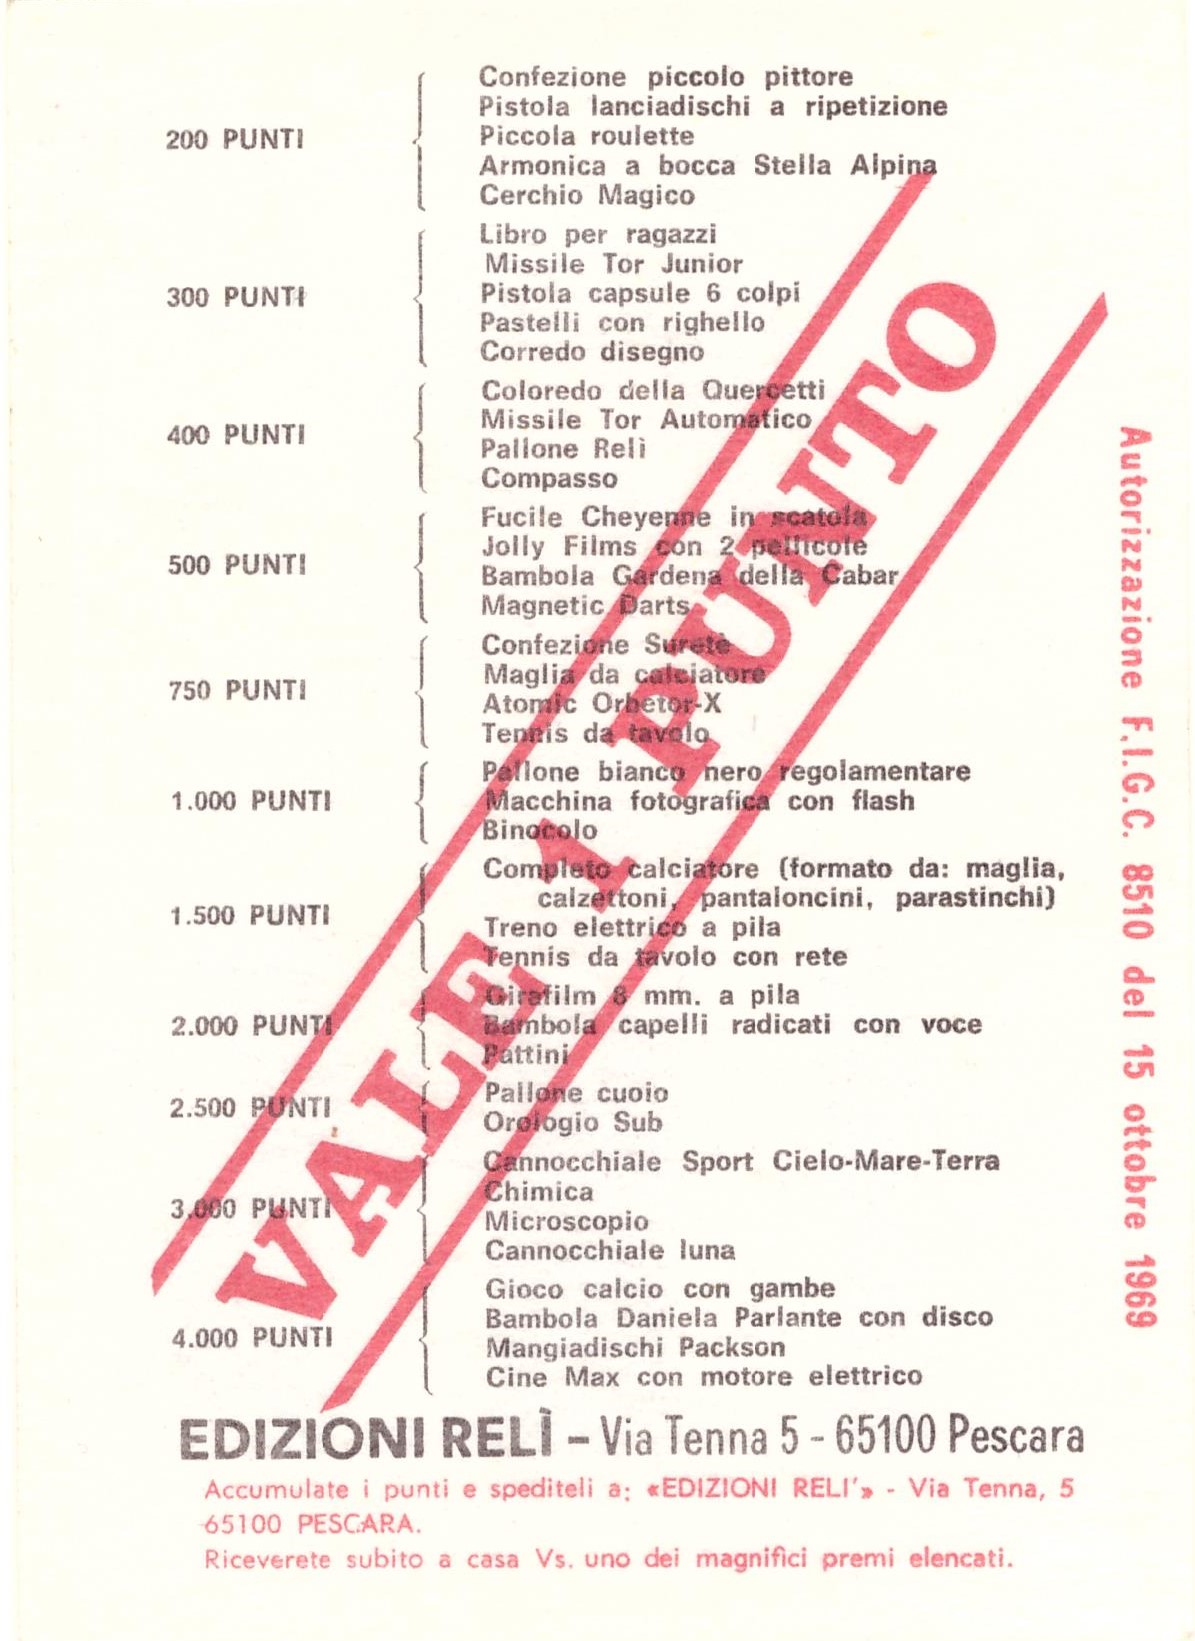 200 PUNTI
Confezione piccolo pittore
Pistola lanciadischi a ripetizione
Piccola roulette
Armonica a bocca Stella Alpina
Cerchio Magico
300 PUNTI
Libro per ragazzi
Missile Tor Junior
Pistola capsule 6 colpi
Pastelli con righello
Corredo disegno
400 PUNTI
Coloredo della Quercetti
Missile Tor Automatico
Pallone Relì
Compasso
500 PUNTI
Fucile Cheyenne in scatola
Jolly Films con 2 pellicole
Bambola Gardena della Cabar
Magnetic Darts
750 PUNTI
Confezione Suretè
Maglia da calciatore
Atomic Orbetor-X
Tennis da tavolo
1.000 PUNTI
Pallone bianco nero regolamentare
Macchina fotografica con flash
Binocolo
1.500 PUNTI
Completo calciatore (formato da: maglia,
calzettoni, pantaloncini, parastinchi)
Treno elettrico a pila
Tennis da tavolo con rete
2.000 PUNTI
Girafilm 8 mm. a pila
Bambola capelli radicati con voce
Pattini
2.500 PUNTI
Pallone cuoio
Orologio Sub
3.000 PUNTI
Cannocchiale Sport Cielo-Mare-Terra
Chimica
Microscopio
Cannocchiale luna
4.000 PUNTI
Gioco calcio con gambe
Bambola Daniela Parlante con disco
Mangiadischi Packson
Cine Max con motore elettrico
VALE 1 PUNTO
Autorizzazione F.I.G.C. 8510 del 15 ottobre 1969
EDIZIONI RELÌ - Via Tenna 5 - 65100 Pescara
Accumulate i punti e spediteli a: «EDIZIONI RELI'» - Via Tenna, 5
65100 PESCARA.
Riceverete subito a casa Vs. uno dei magnifici premi elencati.